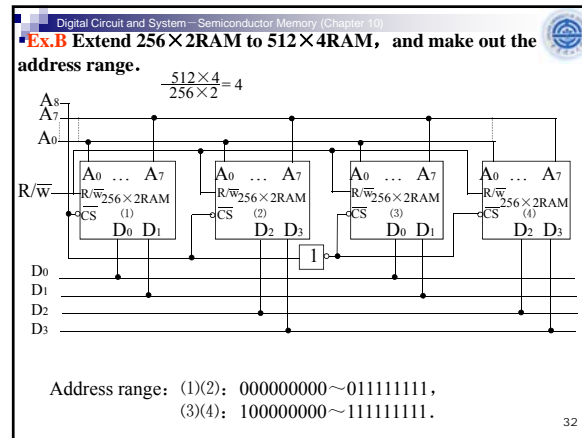 Digital Circuit and System－Semiconductor Memory (Chapter 10)
Ex.B Extend 256×2RAM to 512×4RAM，and make out the
address range．
512×4
256×2
= 4
A8
A7
A0
A0 … A7 A0 … A7 A0 … A7 A0 … A7
R/W
R/W 256×2RAM R/W 256×2RAM R/W 256×2RAM R/W 256×2RAM
(1) (2) (3) (4)
CS CS CS CS
D0 D1 D2 D3 D0 D1 D2 D3
1
D0
D1
D2
D3
Address range: (1)(2): 000000000～011111111，
(3)(4): 100000000～111111111．
32